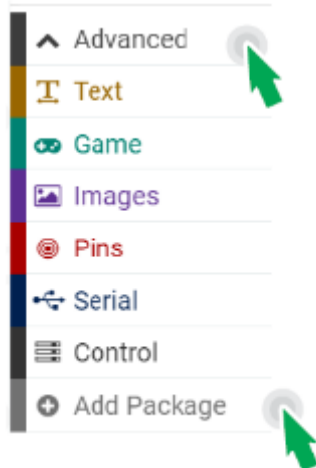 Advanced
Text
Game
Images
Pins
Serial
Control
Add Package